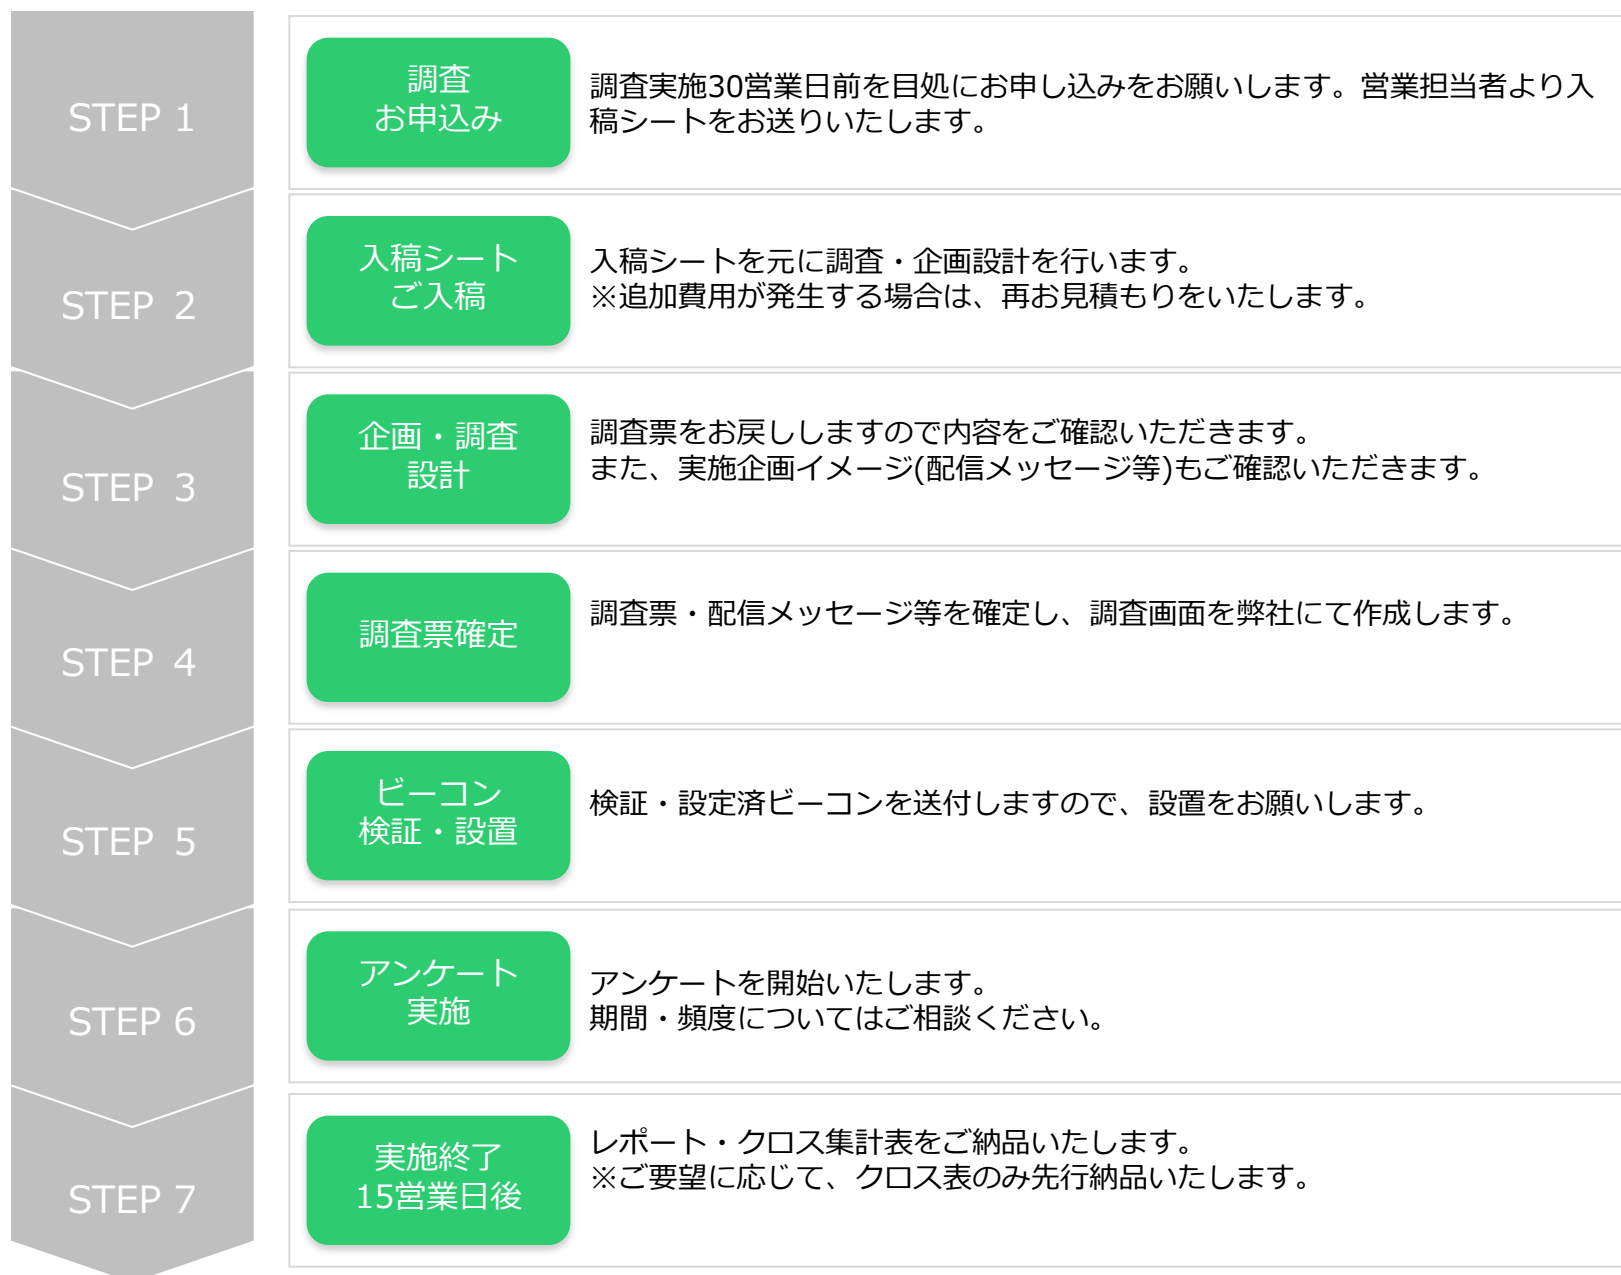 STEP 1
調査
お申込み
調査実施30営業日前を目処にお申し込みをお願いします。営業担当者より入
稿シートをお送りいたします。
STEP 2
入稿シート
ご入稿
入稿シートを元に調査・企画設計を行います。
※追加費用が発生する場合は、再お見積もりをいたします。
STEP 3
企画・調査
設計
調査票をお戻ししますので内容をご確認いただきます。
また、実施企画イメージ(配信メッセージ等)もご確認いただきます。
STEP 4
調査票確定
調査票・配信メッセージ等を確定し、調査画面を弊社にて作成します。
STEP 5
ビーコン
検証・設置
検証・設定済ビーコンを送付しますので、設置をお願いします。
STEP 6
アンケート
実施
アンケートを開始いたします。
期間・頻度についてはご相談ください。
STEP 7
実施終了
15営業日後
レポート・クロス集計表をご納品いたします。
※ご要望に応じて、クロス表のみ先行納品いたします。